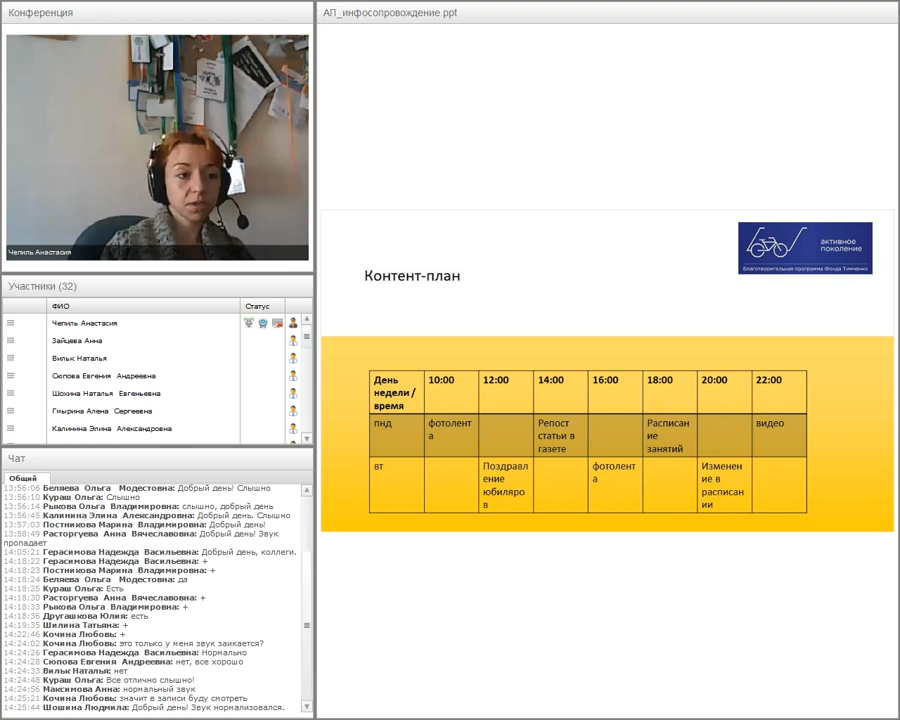 Конференция
Чепиль Анастасия
Участники (32)
ФИО Статус
Чепиль Анастасия
Зайцева Анна
Вильк Наталья
Сюпова Евгения Андреевна
Шохина Наталья Евгеньевна
Гмырина Алена Сергеевна
Калинина Элина Александровна
Чат
Общий
13:56:06 Беляева Ольга Модестовна: Добрый день! Слышно
13:56:10 Кураш Ольга: Слышно
13:56:14 Рыкова Ольга Владимировна: слышно, добрый день
13:56:45 Калинина Элина Александровна: Добрый день. Слышно
13:57:03 Постникова Марина Владимировна: Добрый день!
13:58:49 Расторгуева Анна Вячеславовна: Добрый день! Звук
пропадает
14:05:21 Герасимова Надежда Васильевна: Добрый день, коллеги.
14:18:22 Герасимова Надежда Васильевна: +
14:18:23 Постникова Марина Владимировна: +
14:18:24 Беляева Ольга Модестовна: да
14:18:25 Кураш Ольга: Есть
14:18:30 Расторгуева Анна Вячеславовна: +
14:18:33 Рыкова Ольга Владимировна: +
14:18:36 Другашкова Юлия: есть
14:19:35 Шилина Татьяна: +
14:22:46 Кочина Любовь: +
14:24:02 Кочина Любовь: это только у меня звук заикается?
14:24:26 Герасимова Надежда Васильевна: Нормально
14:24:28 Сюпова Евгения Андреевна: нет, все хорошо
14:24:33 Вильк Наталья: нет
14:24:48 Кураш Ольга: Все отлично слышно!
14:24:56 Максимова Анна: нормальный звук
14:25:21 Кочина Любовь: значит в записи буду смотреть
14:25:44 Шошина Людмила: Добрый день! Звук нормализовался.
АП_инфосопровождение.ppt
активное
поколение
Благотворительная программа Фонда Тимченко
Контент-план
День 10:00 12:00 14:00 16:00 18:00 20:00 22:00
недели/
время
пнд фотолент Репост Расписан видео
а статьи в ие
газете занятий
вт Поздравл фотолент Изменен
ение а ие в
юбиляро расписан
в ии